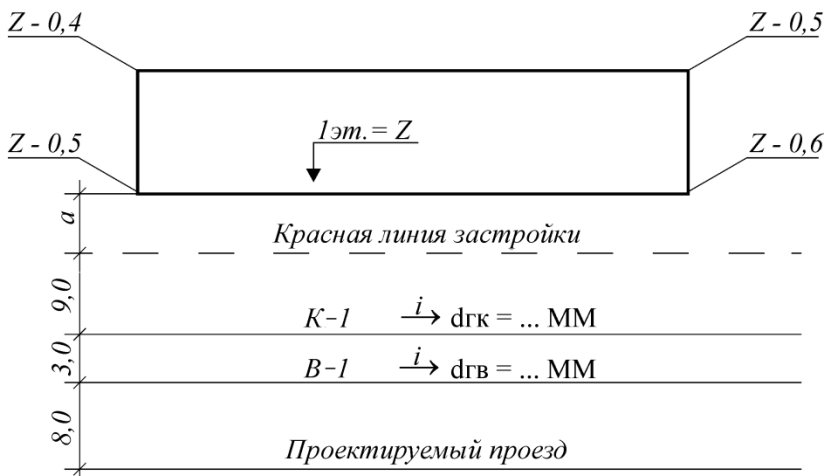 Z - 0,4
Z - 0,5
1эт. = Z
Z - 0,5
Z - 0,6
а
Красная линия застройки
9,0
К-1 i dгк = ... ММ
3,0
В-1 i dгв = ... ММ
8,0
Проектируемый проезд